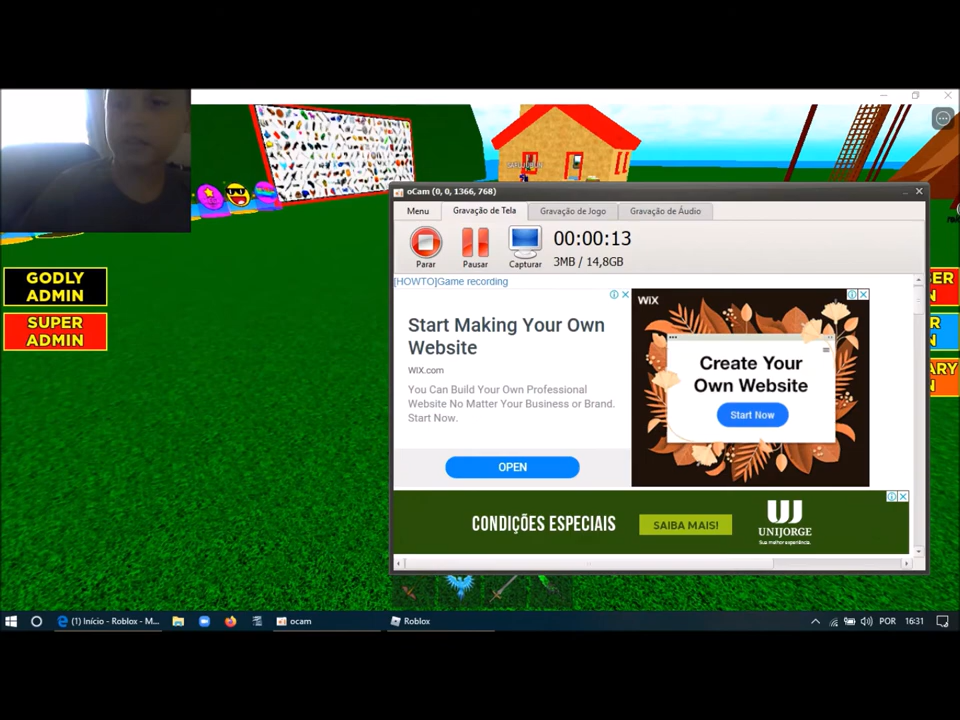 oCam (0, 0, 1366, 768)
Menu
Gravação de Tela
Gravação de Jogo
Gravação de Áudio
00:00:13
3MB / 14,8GB
Parar
Pausar
Capturar
[HOWTO]Game recording
GODLY
ADMIN
SUPER
ADMIN
Start Making Your Own
Website
WIX.com
You Can Build Your Own Professional
Website No Matter Your Business or Brand.
Start Now.
OPEN
WiX
Create Your
Own Website
Start Now
CONDIÇÕES ESPECIAIS
SAIBA MAIS!
UNIJORGE
Sua melhor experiência.
(1) Início - Roblox - M...
ocam
Roblox
POR
16:31